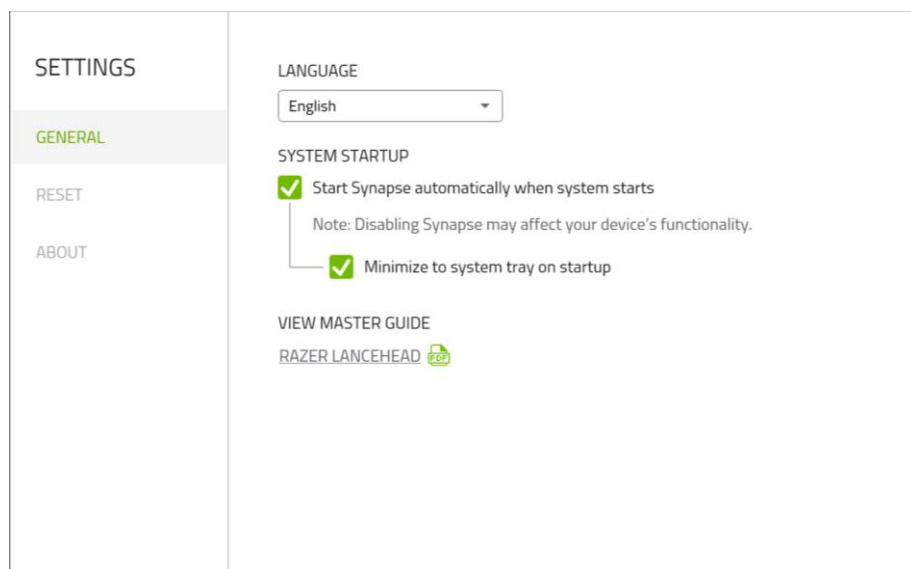 SETTINGS
GENERAL
RESET
ABOUT
LANGUAGE
English
SYSTEM STARTUP
Start Synapse automatically when system starts
Note: Disabling Synapse may affect your device's functionality.
Minimize to system tray on startup
VIEW MASTER GUIDE
RAZER LANCEHEAD PDF